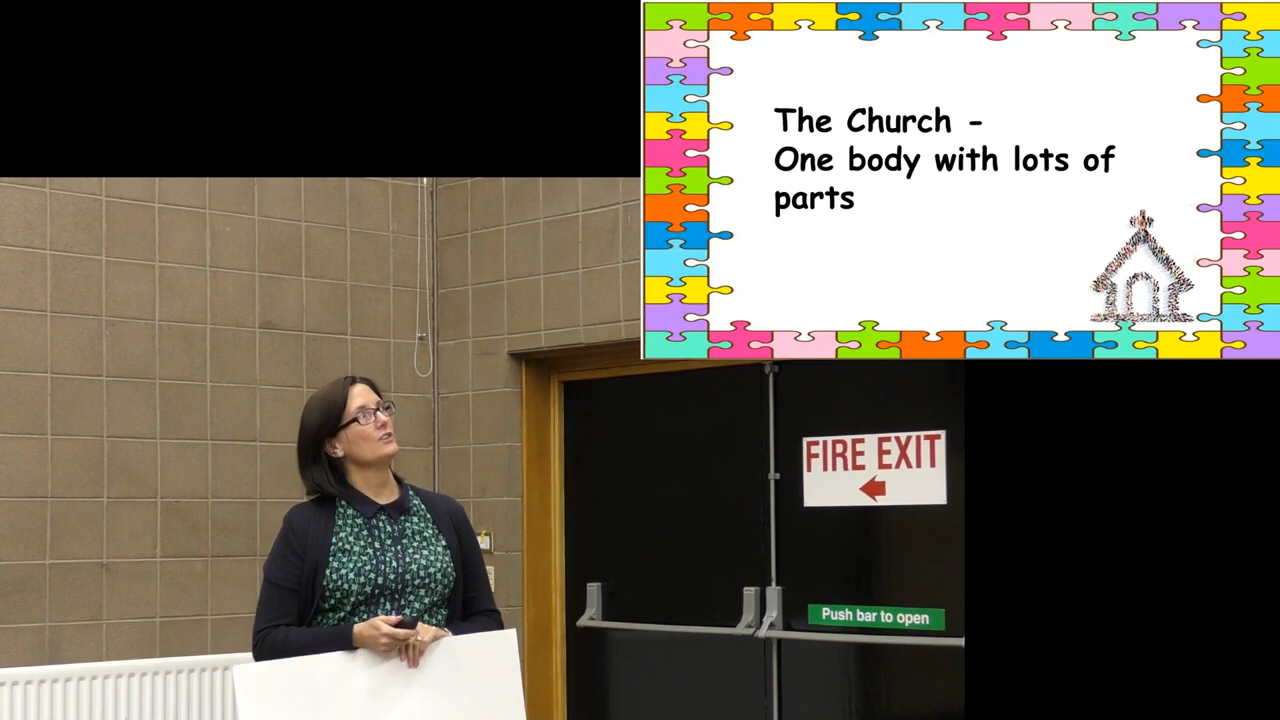 The Church -
One body with lots of
parts
FIRE EXIT
Push bar to open